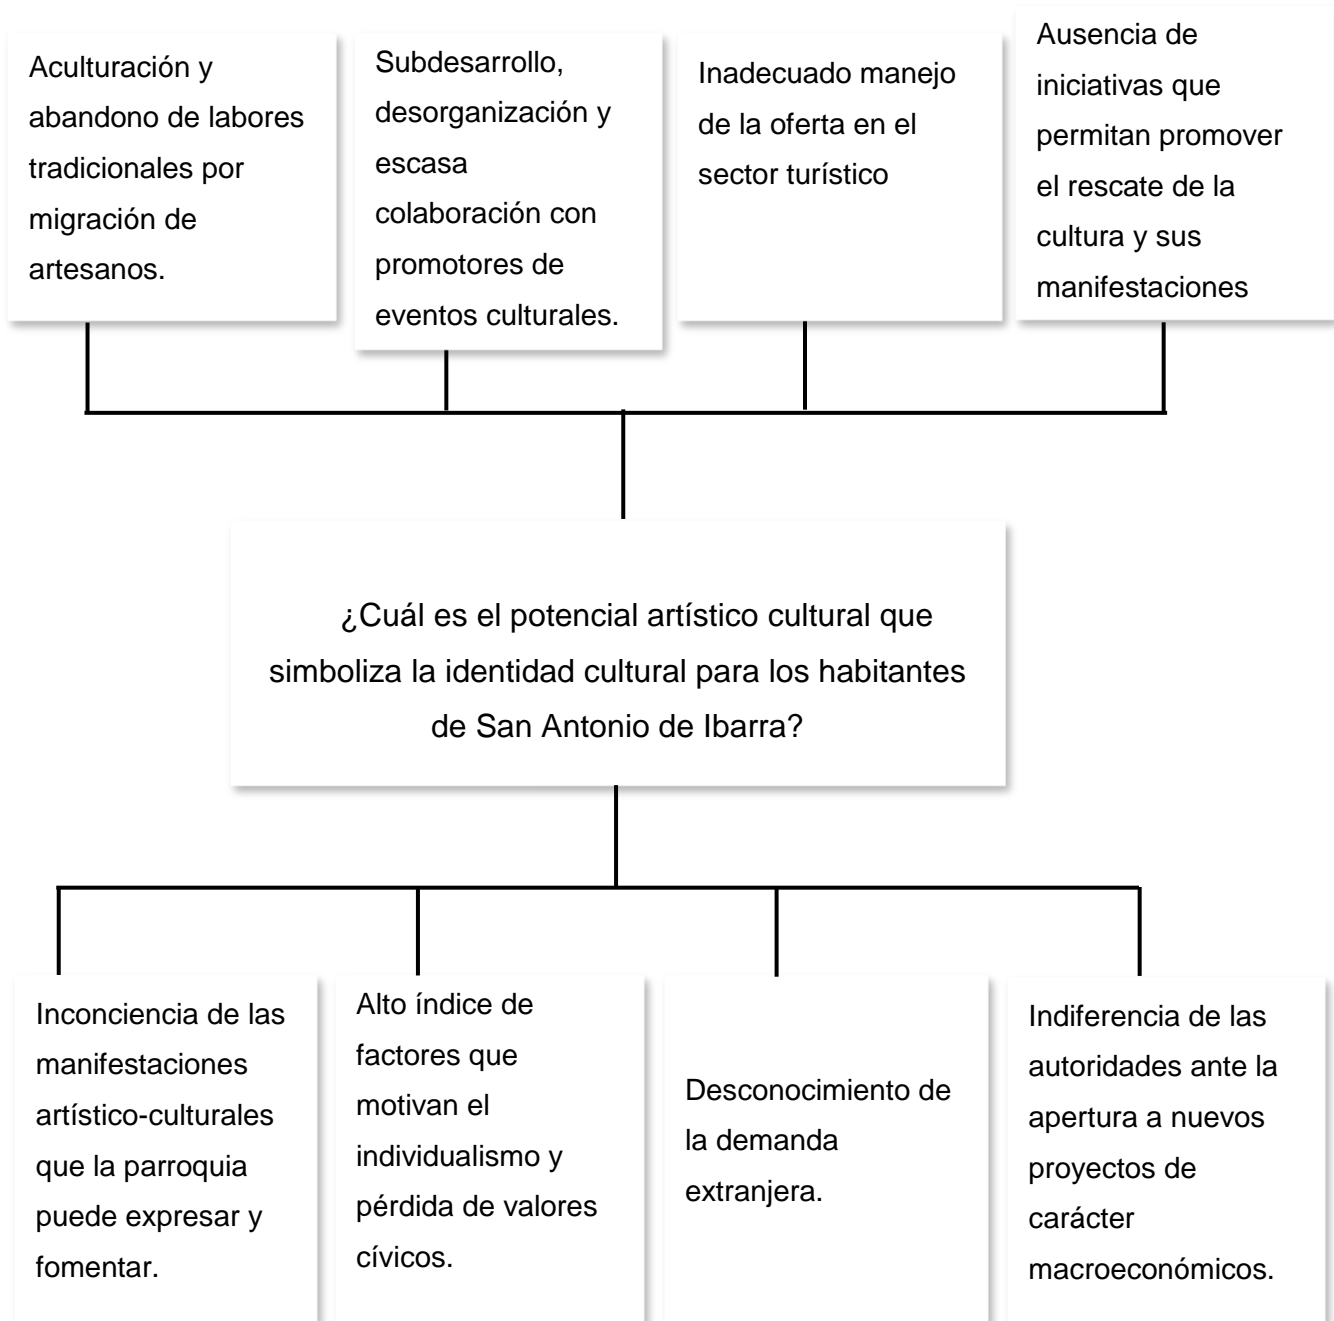 Aculturación y
abandono de labores
tradicionales por
migración de
artesanos.
Subdesarrollo,
desorganización y
escasa
colaboración con
promotores de
eventos culturales.
Inadecuado manejo
de la oferta en el
sector turístico
Ausencia de
iniciativas que
permitan promover
el rescate de la
cultura y sus
manifestaciones
¿Cuál es el potencial artístico cultural que
simboliza la identidad cultural para los habitantes
de San Antonio de Ibarra?
Inconciencia de las
manifestaciones
artístico-culturales
que la parroquia
puede expresar y
fomentar.
Alto índice de
factores que
motivan el
individualismo y
pérdida de valores
cívicos.
Desconocimiento de
la demanda
extranjera.
Indiferencia de las
autoridades ante la
apertura a nuevos
proyectos de
carácter
macroeconómicos.